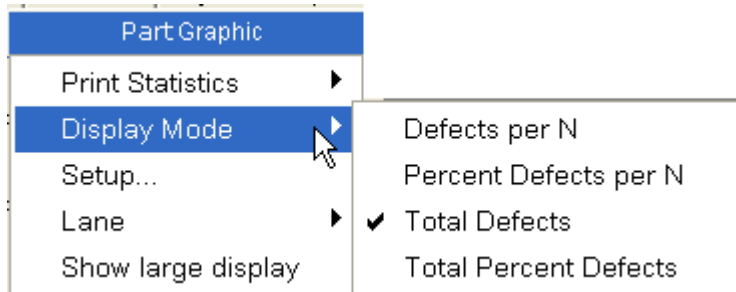 Part Graphic
Print Statistics
Display Mode
Setup...
Lane
Show large display
Defects per N
Percent Defects per N
Total Defects
Total Percent Defects